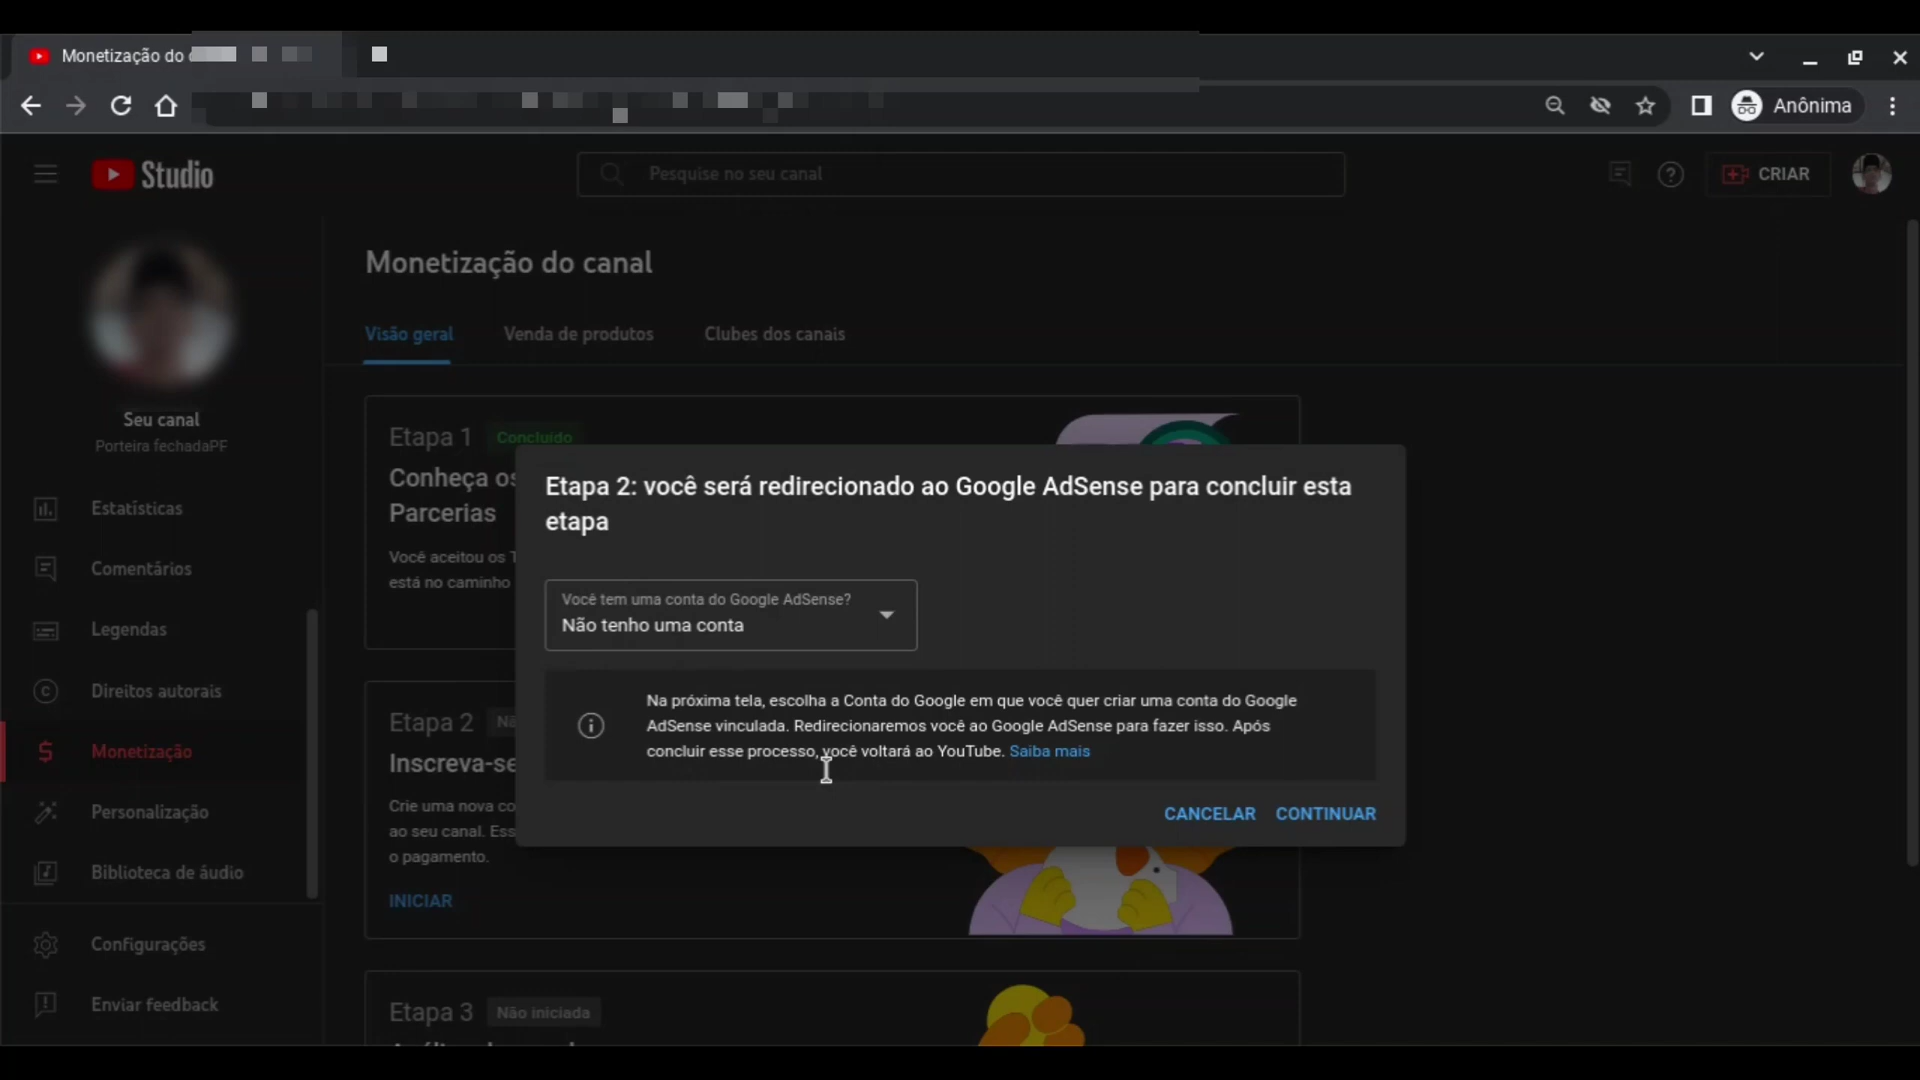 Monetização do
Anônima
Studio
Pesquise no seu canal
CRIAR
Seu canal
Porteira fechadaPF
Estatísticas
Comentários
Legendas
Direitos autorais
Monetização
Personalização
Biblioteca de áudio
Configurações
Enviar feedback
Monetização do canal
Visão geral
Venda de produtos
Clubes dos canais
Etapa 1
Concluído
Conheça os
Parcerias
Você aceitou os
está no caminho
Etapa 2: você será redirecionado ao Google AdSense para concluir esta
etapa
Você tem uma conta do Google AdSense?
Não tenho uma conta
Na próxima tela, escolha a Conta do Google em que você quer criar uma conta do Google
AdSense vinculada. Redirecionaremos você ao Google AdSense para fazer isso. Após
concluir esse processo, você voltará ao YouTube. Saiba mais
CANCELAR
CONTINUAR
Etapa 2
Inscreva-se
Crie uma nova
ao seu canal.
o pagamento.
INICIAR
Etapa 3
Não iniciada